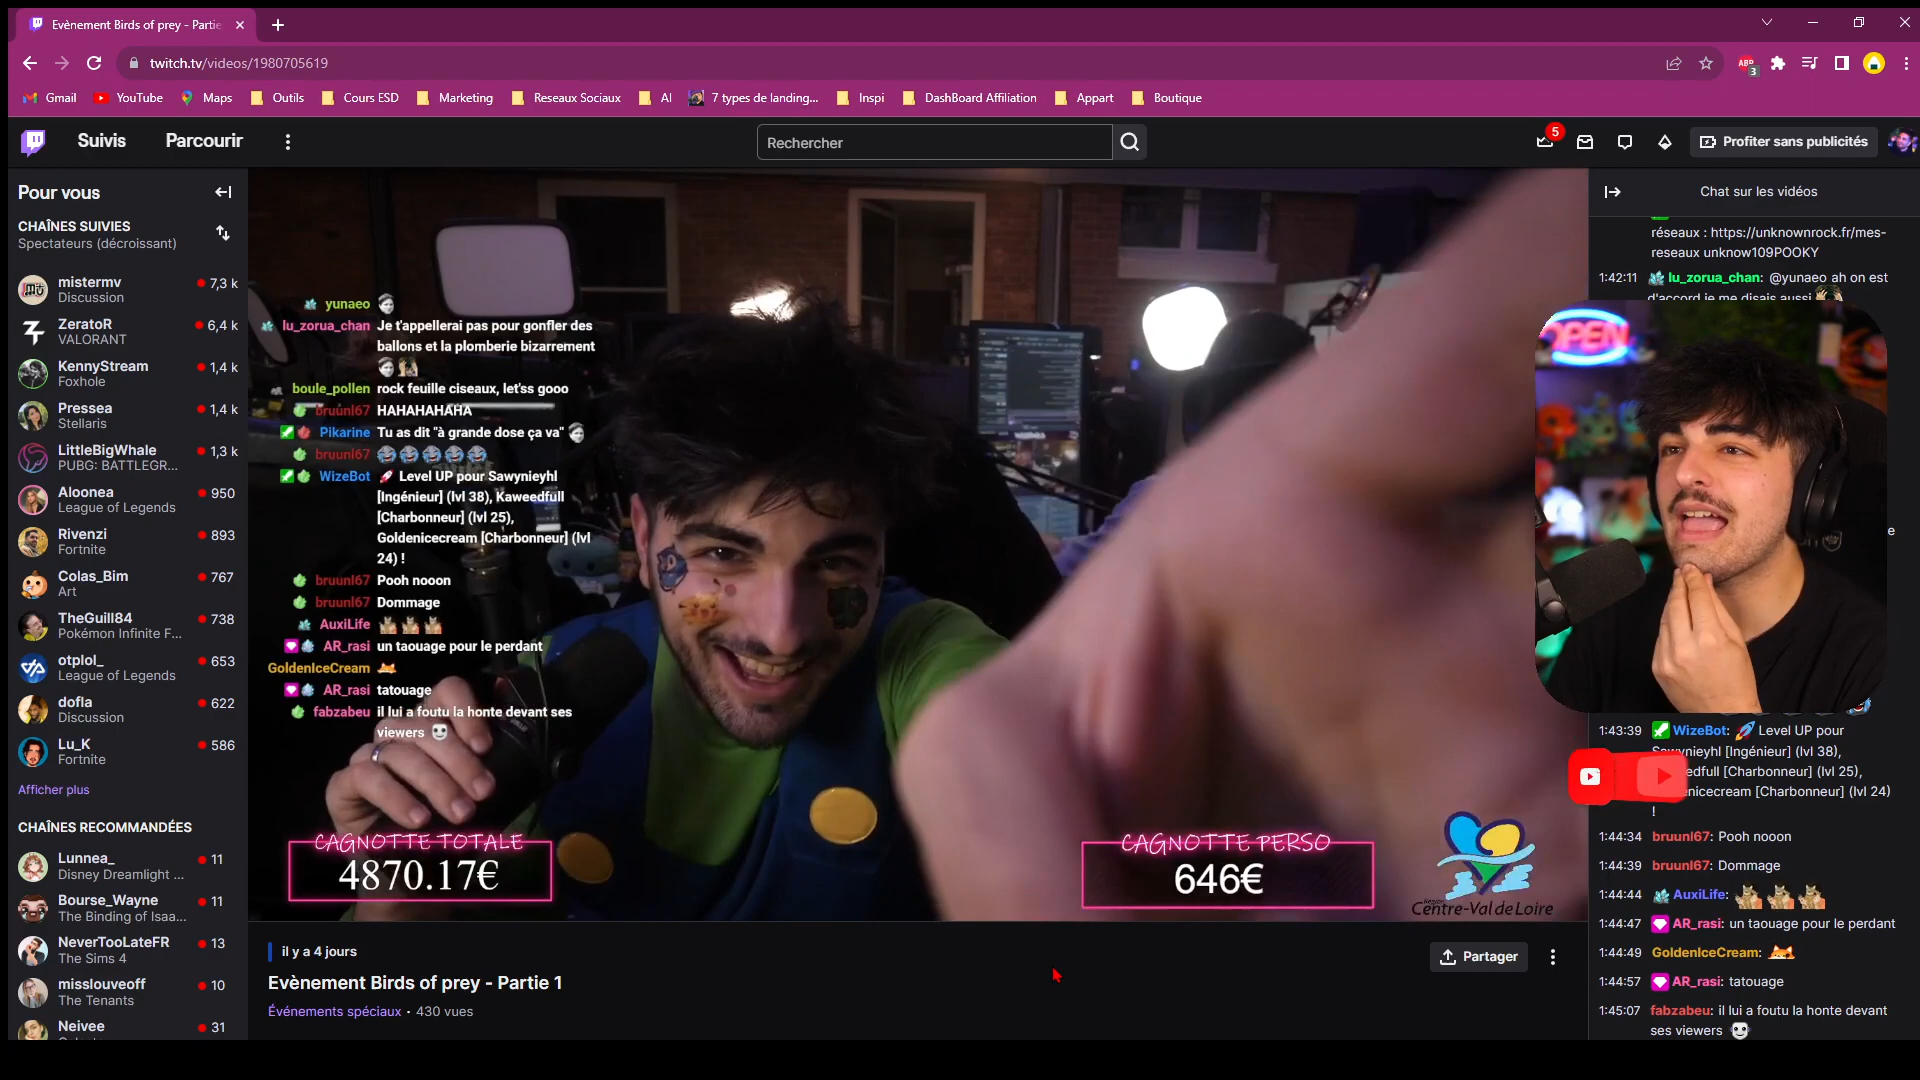 Evènement Birds of prey - Partie
twitch.tv/videos/1980705619
ABP
3
Gmail
YouTube
Maps
Outils
Cours ESD
Marketing
Reseaux Sociaux
AI
7 types de landing...
Inspi
DashBoard Affiliation
Appart
Boutique
Suivis
Parcourir
Rechercher
5
Profiter sans publicités
Pour vous
CHAÎNES SUIVIES
Spectateurs (décroissant)
mistermv
7,3 k
Discussion
ZeratoR
6,4 k
VALORANT
KennyStream
1,4 k
Foxhole
Pressea
1,4 k
Stellaris
LittleBigWhale
1,3 k
PUBG: BATTLEGR...
Aloonea
950
League of Legends
Rivenzi
893
Fortnite
Colas_Bim
767
Art
TheGuill84
738
Pokémon Infinite F...
otplol_
653
League of Legends
dofla
622
Discussion
Lu_K
586
Fortnite
Afficher plus
CHAÎNES RECOMMANDÉES
Lunnea_
11
Disney Dreamlight ...
Bourse_Wayne
11
The Binding of Isaa...
NeverTooLateFR
13
The Sims 4
misslouveoff
10
The Tenants
Neivee
31
yunaeo
lu_zorua_chan Je t'appellerai pas pour gonfler des
ballons et la plomberie bizarrement
boule_pollen rock feuille ciseaux, let'ss gooo
bruunl67 HAHAHAHAHA
Pikarine Tu as dit "à grande dose ça va"
bruunl67
WizeBot Level UP pour Sawynieyhl
[Ingénieur] (lvl 38), Kaweedfull
[Charbonneur] (lvl 25),
Goldenicecream [Charbonneur] (lvl
24) !
bruunl67 Pooh nooon
bruunl67 Dommage
AuxiLife
AR_rasi un taouage pour le perdant
GoldenIceCream
AR_rasi tatouage
fabzabeu il lui a foutu la honte devant ses
viewers
CAGNOTTE TOTALE
4870.17€
CAGNOTTE PERSO
646€
Région
Centre-Val de Loire
il y a 4 jours
Evènement Birds of prey - Partie 1
Événements spéciaux • 430 vues
Partager
Chat sur les vidéos
réseaux : https://unknownrock.fr/mes-
reseaux unknow109POOKY
1:42:11 lu_zorua_chan: @yunaeo ah on est
d'accord je me disais aussi
OPEN
e
1:43:39 WizeBot: Level UP pour
Sawynieyhl [Ingénieur] (lvl 38),
edfull [Charbonneur] (lvl 25),
enicecream [Charbonneur] (lvl 24)
!
1:44:34 bruunl67: Pooh nooon
1:44:39 bruunl67: Dommage
1:44:44 AuxiLife:
1:44:47 AR_rasi: un taouage pour le perdant
1:44:49 GoldenIceCream:
1:44:57 AR_rasi: tatouage
1:45:07 fabzabeu: il lui a foutu la honte devant
ses viewers